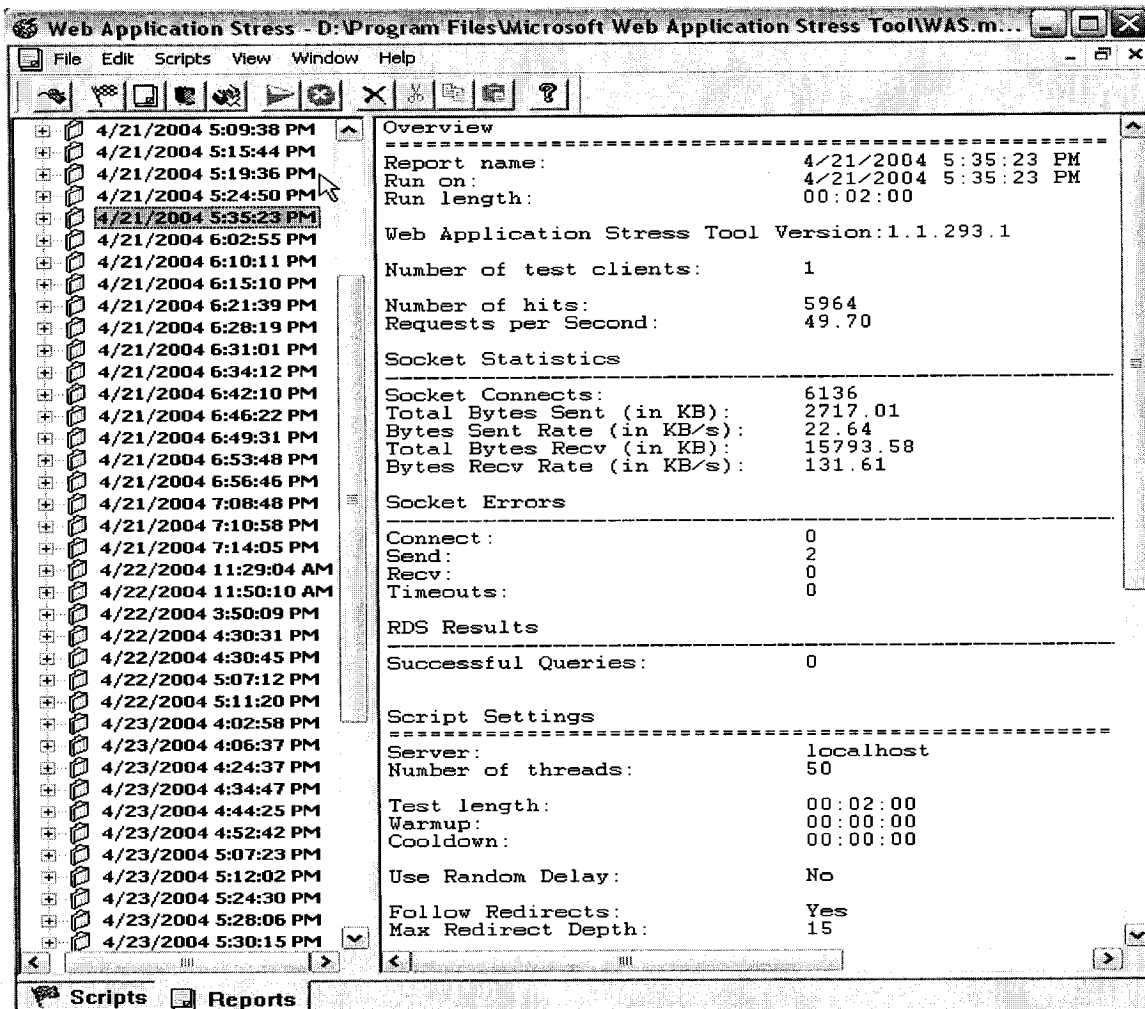 Web Application Stress - D:\Program Files\Microsoft Web Application Stress Tool\WAS.m...
File Edit Scripts View Window Help
4/21/2004 5:09:38 PM
4/21/2004 5:15:44 PM
4/21/2004 5:19:36 PM
4/21/2004 5:24:50 PM
4/21/2004 5:35:23 PM
4/21/2004 6:02:55 PM
4/21/2004 6:10:11 PM
4/21/2004 6:15:10 PM
4/21/2004 6:21:39 PM
4/21/2004 6:28:19 PM
4/21/2004 6:31:01 PM
4/21/2004 6:34:12 PM
4/21/2004 6:42:10 PM
4/21/2004 6:46:22 PM
4/21/2004 6:49:31 PM
4/21/2004 6:53:48 PM
4/21/2004 6:56:46 PM
4/21/2004 7:08:48 PM
4/21/2004 7:10:58 PM
4/21/2004 7:14:05 PM
4/22/2004 11:29:04 AM
4/22/2004 11:50:10 AM
4/22/2004 3:50:09 PM
4/22/2004 4:30:31 PM
4/22/2004 4:30:45 PM
4/22/2004 5:07:12 PM
4/22/2004 5:11:20 PM
4/23/2004 4:02:58 PM
4/23/2004 4:06:37 PM
4/23/2004 4:24:37 PM
4/23/2004 4:34:47 PM
4/23/2004 4:44:25 PM
4/23/2004 4:52:42 PM
4/23/2004 5:07:23 PM
4/23/2004 5:12:02 PM
4/23/2004 5:24:30 PM
4/23/2004 5:28:06 PM
4/23/2004 5:30:15 PM
Overview
Report name: 4/21/2004 5:35:23 PM
Run on: 4/21/2004 5:35:23 PM
Run length: 00:02:00
Web Application Stress Tool Version:1.1.293.1
Number of test clients: 1
Number of hits: 5964
Requests per Second: 49.70
Socket Statistics
Socket Connects: 6136
Total Bytes Sent (in KB): 2717.01
Bytes Sent Rate (in KB/s): 22.64
Total Bytes Recv (in KB): 15793.58
Bytes Recv Rate (in KB/s): 131.61
Socket Errors
Connect: 0
Send: 2
Recv: 0
Timeouts: 0
RDS Results
Successful Queries: 0
Script Settings
Server: localhost
Number of threads: 50
Test length: 00:02:00
Warmup: 00:00:00
Cooldown: 00:00:00
Use Random Delay: No
Follow Redirects: Yes
Max Redirect Depth: 15
Scripts Reports